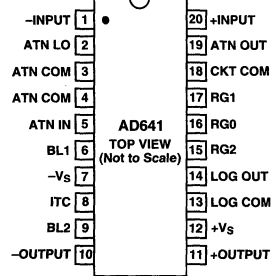 –INPUT 1 20 +INPUT
ATN LO 2 19 ATN OUT
ATN COM 3 18 CKT COM
ATN COM 4 17 RG1
ATN IN 5 16 RG0
AD641
BL1 6 15 RG2
TOP VIEW
(Not to Scale)
–VS 7 14 LOG OUT
ITC 8 13 LOG COM
BL2 9 12 +VS
–OUTPUT 10 11 +OUTPUT